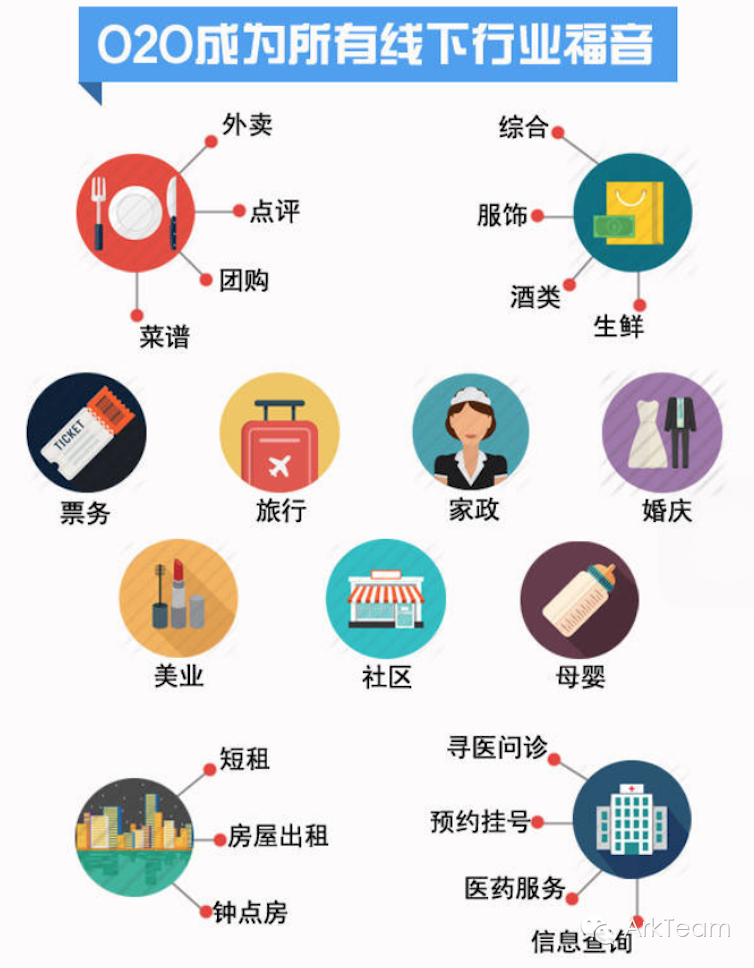 O2O成为所有线下行业福音
外卖
点评
团购
菜谱
综合
服饰
酒类
生鲜
TICKET
票务
旅行
家政
婚庆
美业
社区
母婴
短租
房屋出租
钟点房
寻医问诊
预约挂号
医药服务
信息查询
ArkTeam